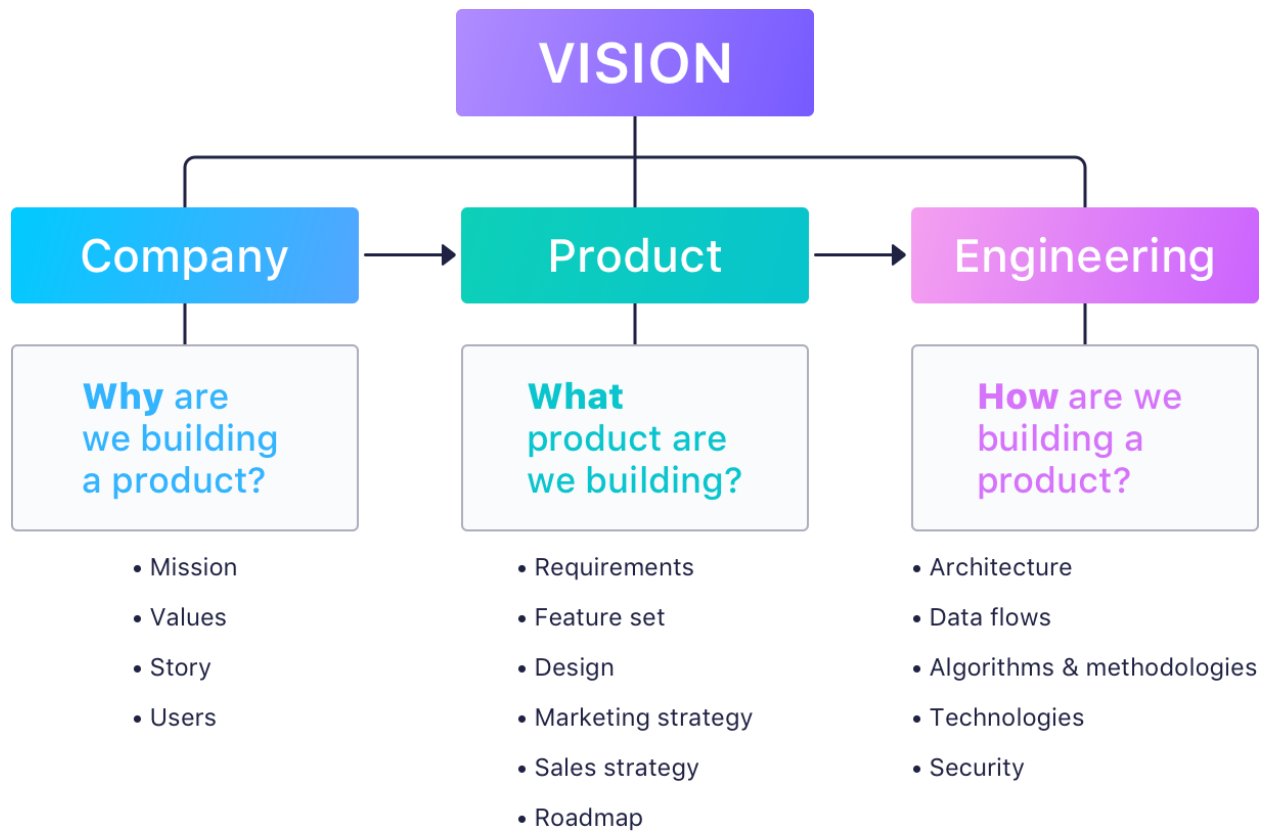 VISION
Company
Product
Engineering
Why are
we building
a product?
What
product are
we building?
How are we
building a
product?
• Mission
• Values
• Story
• Users
• Requirements
• Feature set
• Design
• Marketing strategy
• Sales strategy
• Roadmap
• Architecture
• Data flows
• Algorithms & methodologies
• Technologies
• Security